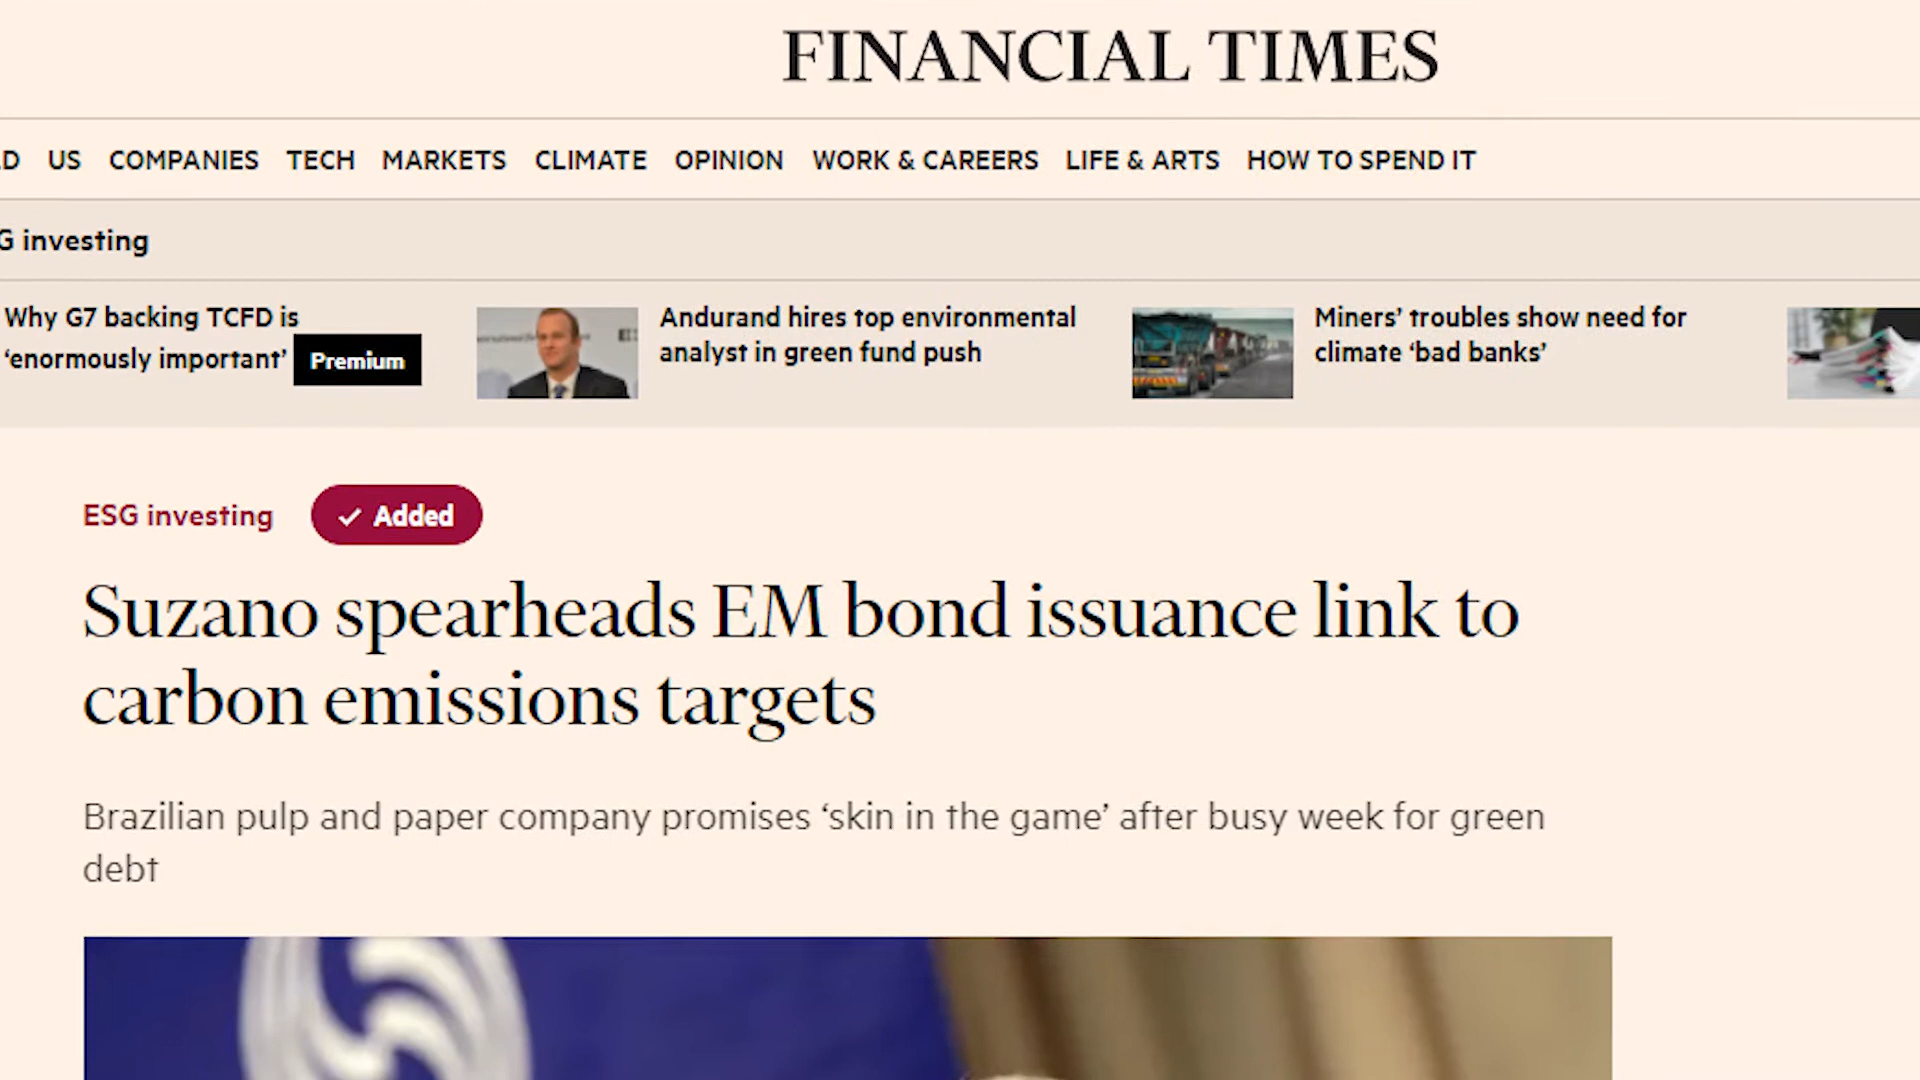 FINANCIAL TIMES
US COMPANIES TECH MARKETS CLIMATE OPINION WORK & CAREERS LIFE & ARTS HOW TO SPEND IT
G investing
Why G7 backing TCFD is
‘enormously important’ Premium
Andurand hires top environmental
analyst in green fund push
Miners’ troubles show need for
climate ‘bad banks’
ESG investing Added
Suzano spearheads EM bond issuance link to
carbon emissions targets
Brazilian pulp and paper company promises ‘skin in the game’ after busy week for green
debt